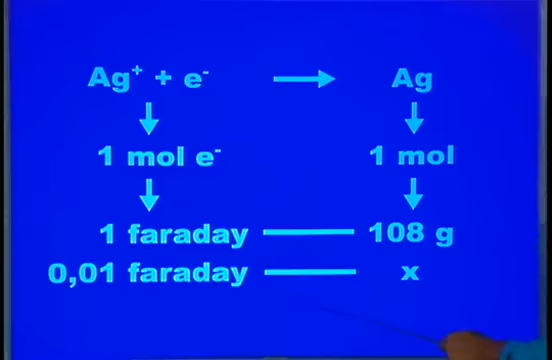 Ag⁺ + e⁻ → Ag
1 mol e⁻ 1 mol
1 faraday 108 g
0,01 faraday x